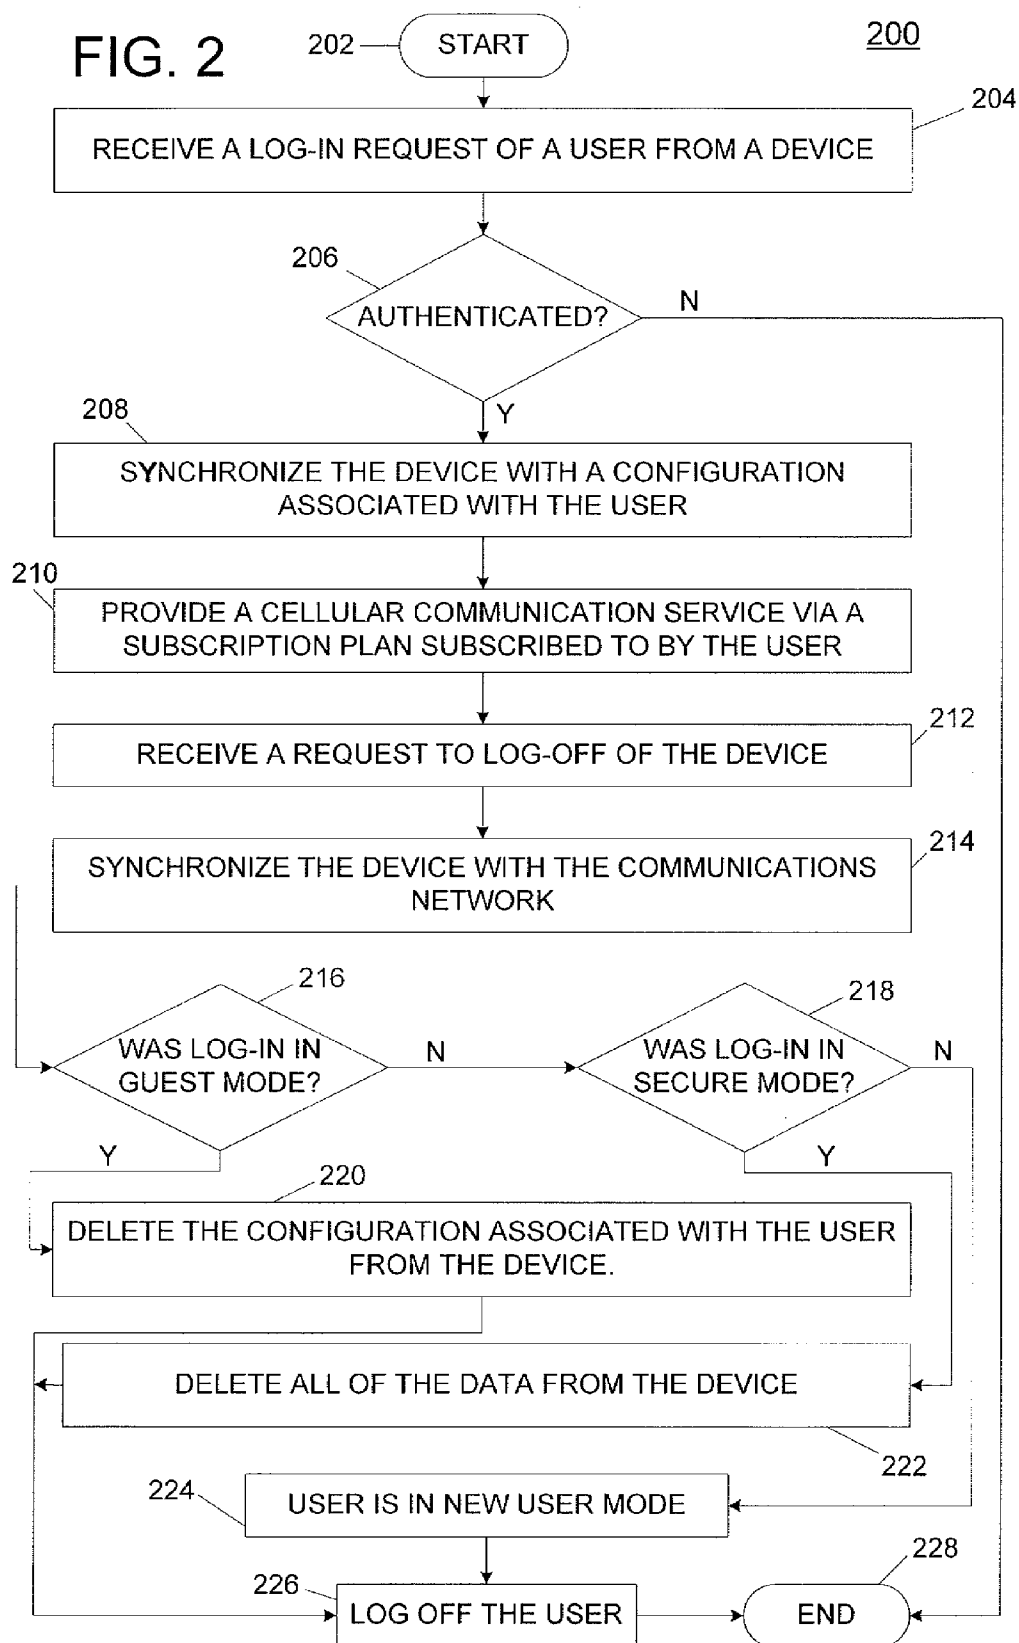 FIG. 2
202
START
200
204
RECEIVE A LOG-IN REQUEST OF A USER FROM A DEVICE
206
AUTHENTICATED?
N
Y
208
SYNCHRONIZE THE DEVICE WITH A CONFIGURATION
ASSOCIATED WITH THE USER
210
PROVIDE A CELLULAR COMMUNICATION SERVICE VIA A
SUBSCRIPTION PLAN SUBSCRIBED TO BY THE USER
212
RECEIVE A REQUEST TO LOG-OFF OF THE DEVICE
214
SYNCHRONIZE THE DEVICE WITH THE COMMUNICATIONS
NETWORK
216
WAS LOG-IN IN
GUEST MODE?
N
218
WAS LOG-IN IN
SECURE MODE?
N
Y
Y
220
DELETE THE CONFIGURATION ASSOCIATED WITH THE USER
FROM THE DEVICE.
DELETE ALL OF THE DATA FROM THE DEVICE
222
224
USER IS IN NEW USER MODE
226
LOG OFF THE USER
228
END